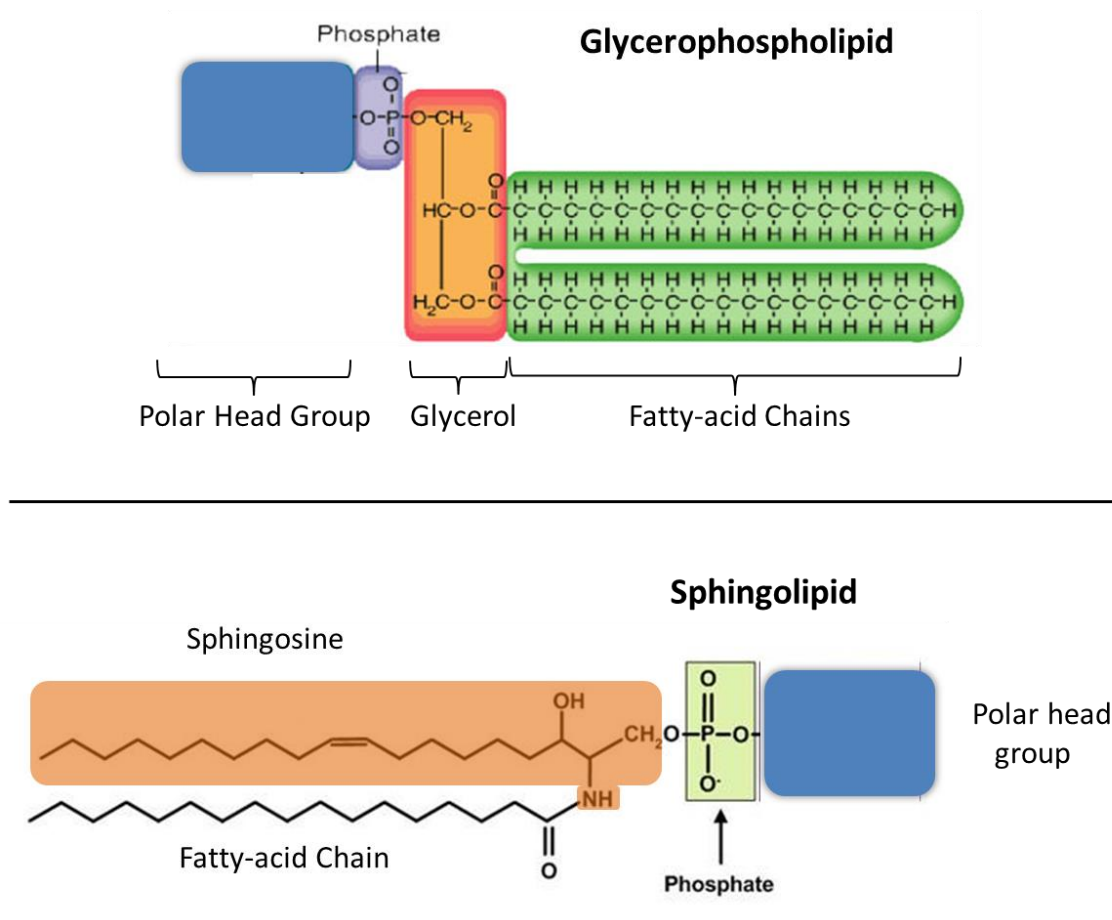 Phosphate
Glycerophospholipid
O
O-P-O-CH2
O
O O
H H H H H H H H H H H H H H H H H
HC-O-C-C-C-C-C-C-C-C-C-C-C-C-C-C-C-C-C-C-H
H H H H H H H H H H H H H H H H H
O
H H H H H H H H H H H H H H H H H
H2C-O-C-C-C-C-C-C-C-C-C-C-C-C-C-C-C-C-C-C-H
H H H H H H H H H H H H H H H H H
Polar Head Group Glycerol Fatty-acid Chains
Sphingolipid
Sphingosine
OH
O
CH2O-P-O-
O-
NH
O
Polar head
group
Fatty-acid Chain
Phosphate